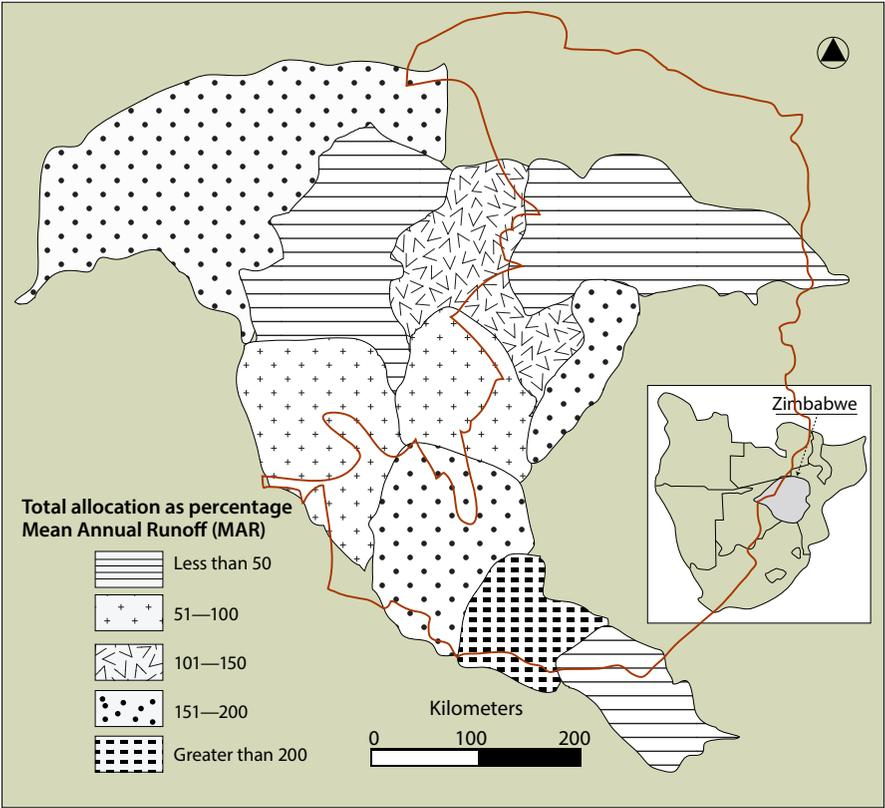 Zimbabwe
Total allocation as percentage
Mean Annual Runoff (MAR)
Less than 50
51—100
101—150
151—200
Greater than 200
Kilometers
0 100 200